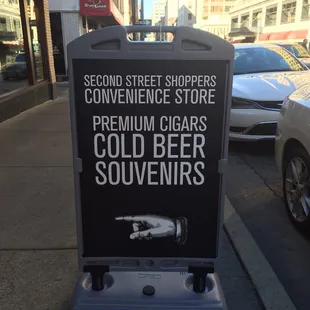 SECOND STREET SHOPPERS
CONVENIENCE STORE
PREMIUM CIGARS
COLD BEER
SOUVENIRS